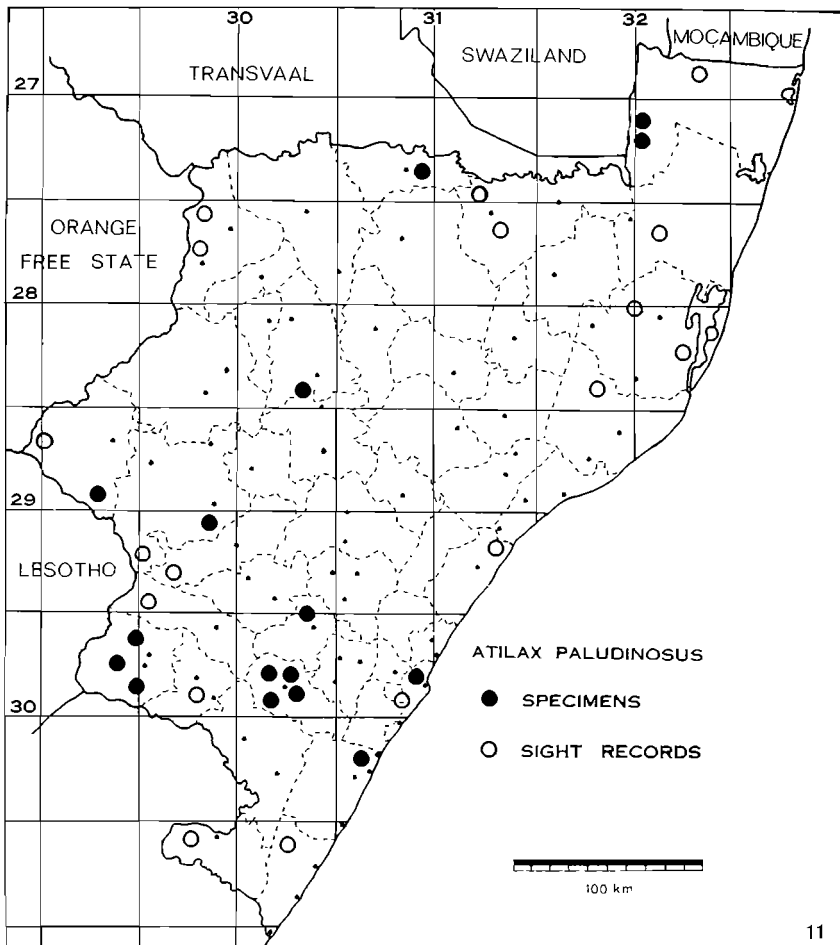 30 31 32
MOÇAMBIQUE
SWAZILAND
TRANSVAAL
27
ORANGE
FREE STATE
28
29
LESOTHO
ATILAX PALUDINOSUS
SPECIMENS
30
SIGHT RECORDS
100 km
11